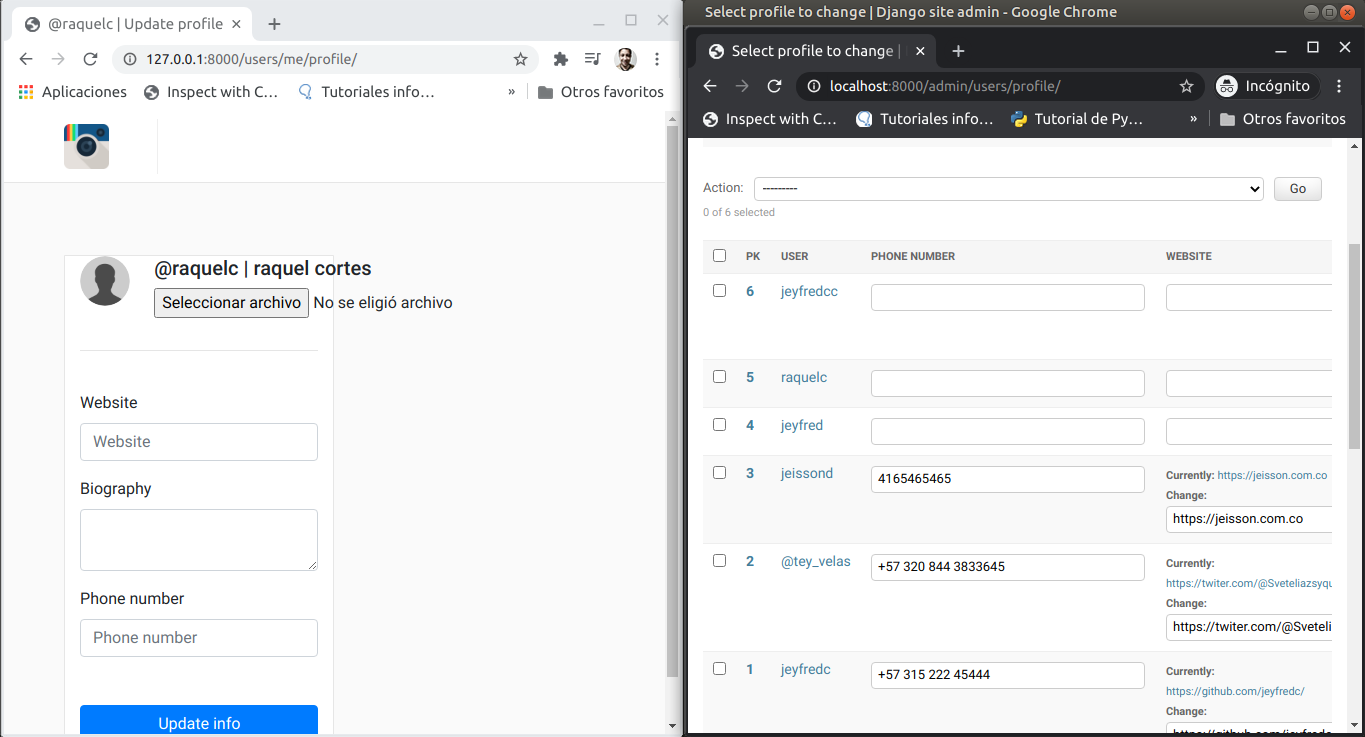 @raquelc | Update profile
127.0.0.1:8000/users/me/profile/
Aplicaciones Inspect with C… Tutoriales info… » Otros favoritos
@raquelc | raquel cortes
Seleccionar archivo No se eligió archivo
Website
Website
Biography
Phone number
Phone number
Update info
Select profile to change | Django site admin - Google Chrome
Select profile to change |
localhost:8000/admin/users/profile/ Incógnito
Inspect with C… Tutoriales info… Tutorial de Py… » Otros favoritos
Action: --------- Go
0 of 6 selected
PK USER PHONE NUMBER WEBSITE
6 jeyfredcc
5 raquelc
4 jeyfred
3 jeissond 4165465465 Currently: https://jeisson.com.co
Change:
https://jeisson.com.co
2 @tey_velas +57 320 844 3833645 Currently:
https://twiter.com/@Sveteliazsyqu
Change:
https://twiter.com/@Sveteli
1 jeyfredc +57 315 222 45444 Currently:
https://github.com/jeyfredc/
Change:
https://github.com/jeyfredc